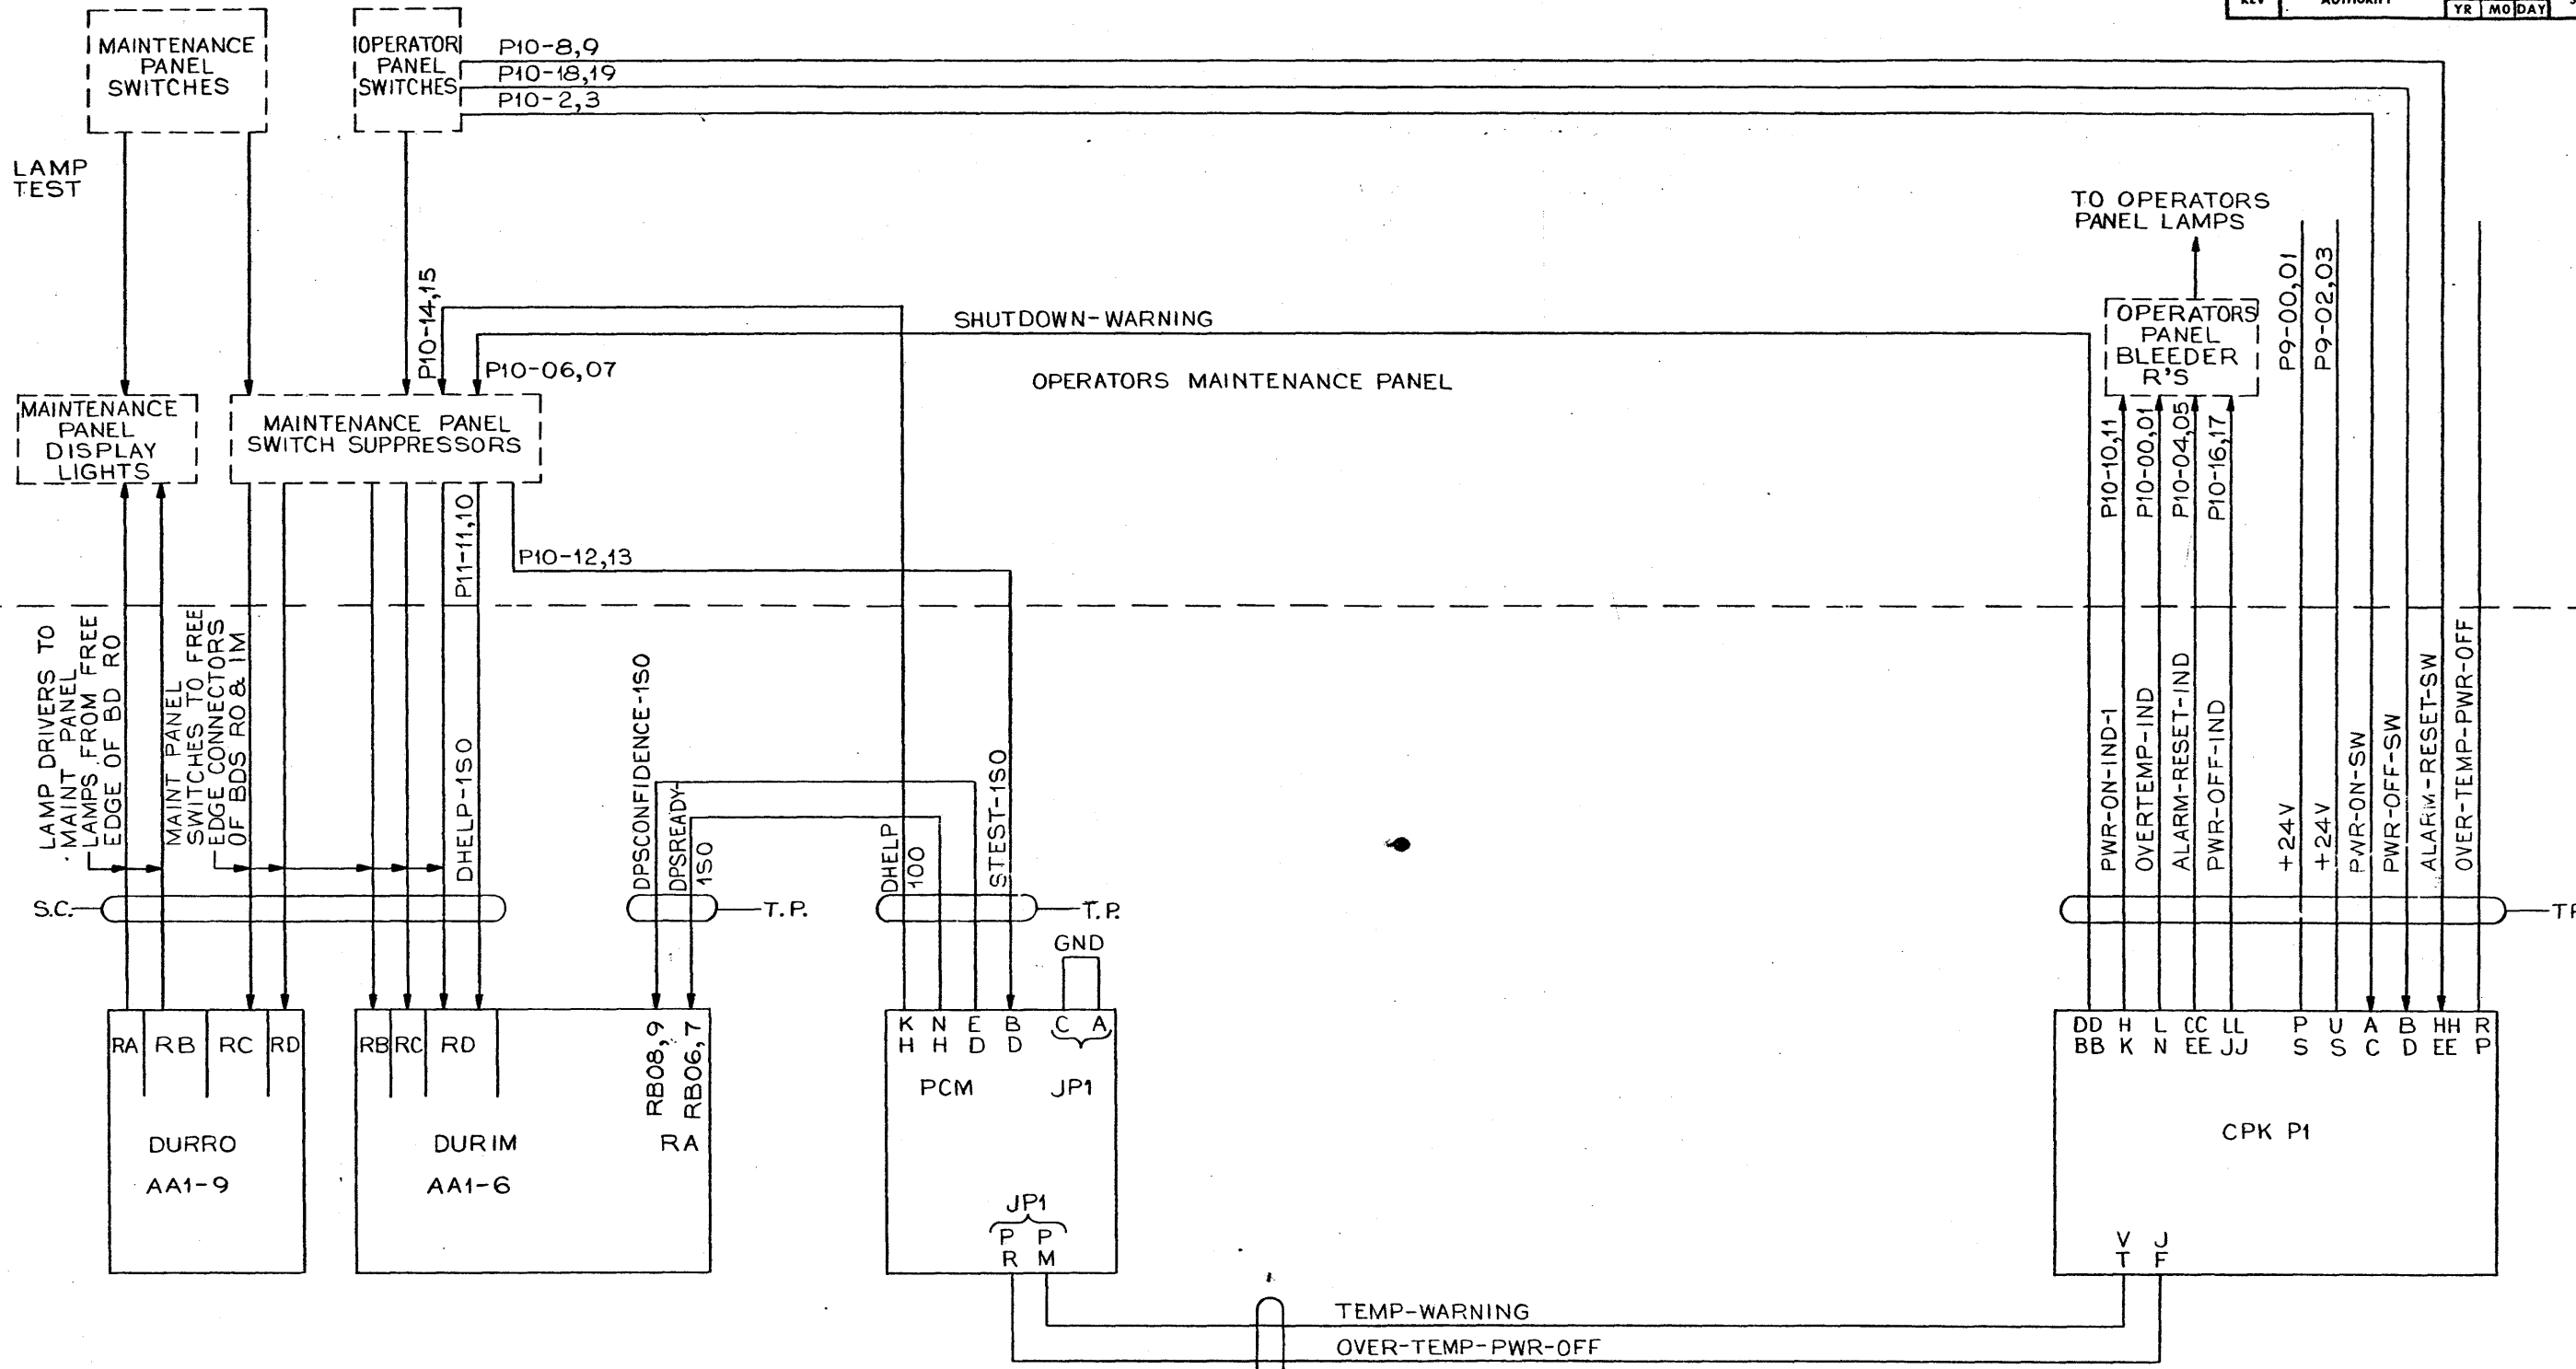 REV
AUTHORITY
YR MO DAY
MAINTENANCE
PANEL
SWITCHES
OPERATOR
PANEL
SWITCHES
P10-8,9
P10-18,19
P10-2,3
LAMP
TEST
TO OPERATORS
PANEL LAMPS
P10-14,15
SHUTDOWN-WARNING
P10-06,07
OPERATORS MAINTENANCE PANEL
OPERATORS
PANEL
BLEEDER
R'S
P9-00,01
P9-02,03
MAINTENANCE
PANEL
DISPLAY
LIGHTS
MAINTENANCE PANEL
SWITCH SUPPRESSORS
P10-10,11
P10-00,01
P10-04,05
P10-16,17
P11-11,10
P10-12,13
LAMP DRIVERS TO
MAINT PANEL
LAMPS FROM FREE
EDGE OF BD RO
MAINT PANEL
SWITCHES TO FREE
EDGE CONNECTORS
OF BDS RO & IM
DHELP-1SO
DPSCONFIDENCE-1SO
DPSREADY-
1SO
DHELP
100
STEST-1SO
PWR-ON-IND-1
OVERTEMP-IND
ALARM-RESET-IND
PWR-OFF-IND
+24V
+24V
PWR-ON-SW
PWR-OFF-SW
ALARM-RESET-SW
OVER-TEMP-PWR-OFF
S.C.
T.P.
T.P.
GND
RA RB RC RD
DURRO
AA1-9
RB RC RD
RB08,9
RB06,7
DURIM
RA
AA1-6
K N E B C A
H H D D
PCM JP1
JP1
P P
R M
DD H L CC LL P U A B HH R
BB K N EE JJ S S C D EE P
CPK P1
V J
T F
TEMP-WARNING
OVER-TEMP-PWR-OFF